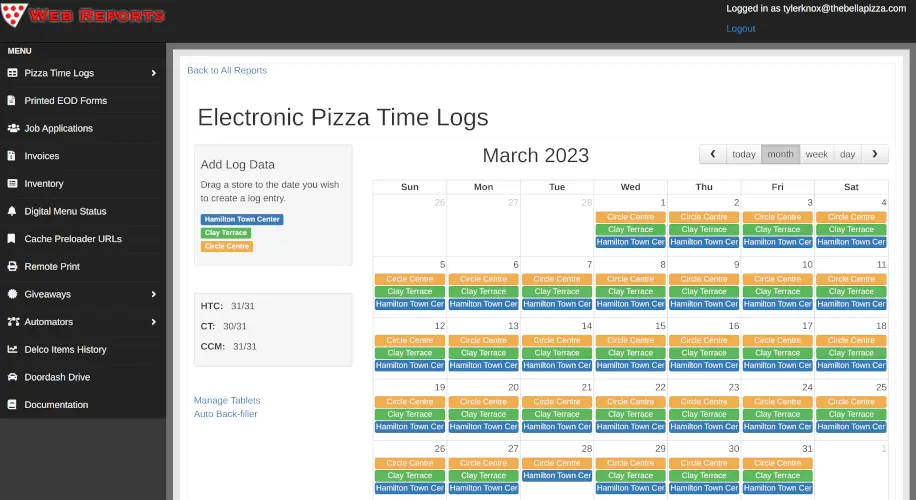 Web Reports
Logged in as tylerknox@thebellapizza.com
Logout
MENU
Pizza Time Logs
Printed EOD Forms
Job Applications
Invoices
Inventory
Digital Menu Status
Cache Preloader URLs
Remote Print
Giveaways
Automators
Delco Items History
Doordash Drive
Documentation
Back to All Reports
Electronic Pizza Time Logs
Add Log Data
Drag a store to the date you wish
to create a log entry.
Hamilton Town Center
Clay Terrace
Circle Centre
HTC: 31/31
CT: 30/31
CCM: 31/31
Manage Tablets
Auto Back-filler
March 2023
today month week day
Sun Mon Tue Wed Thu Fri Sat
26 27 28 1 2 3 4
Circle Centre Circle Centre Circle Centre Circle Centre
Clay Terrace Clay Terrace Clay Terrace Clay Terrace
Hamilton Town Cer Hamilton Town Cer Hamilton Town Cer Hamilton Town Cer
5 6 7 8 9 10 11
Circle Centre Circle Centre Circle Centre Circle Centre Circle Centre Circle Centre Circle Centre
Clay Terrace Clay Terrace Clay Terrace Clay Terrace Clay Terrace Clay Terrace Clay Terrace
Hamilton Town Cer Hamilton Town Cer Hamilton Town Cer Hamilton Town Cer Hamilton Town Cer Hamilton Town Cer Hamilton Town Cer
12 13 14 15 16 17 18
Circle Centre Circle Centre Circle Centre Circle Centre Circle Centre Circle Centre Circle Centre
Clay Terrace Clay Terrace Clay Terrace Clay Terrace Clay Terrace Clay Terrace Clay Terrace
Hamilton Town Cer Hamilton Town Cer Hamilton Town Cer Hamilton Town Cer Hamilton Town Cer Hamilton Town Cer Hamilton Town Cer
19 20 21 22 23 24 25
Circle Centre Circle Centre Circle Centre Circle Centre Circle Centre Circle Centre Circle Centre
Clay Terrace Clay Terrace Clay Terrace Clay Terrace Clay Terrace Clay Terrace Clay Terrace
Hamilton Town Cer Hamilton Town Cer Hamilton Town Cer Hamilton Town Cer Hamilton Town Cer Hamilton Town Cer Hamilton Town Cer
26 27 28 29 30 31 1
Circle Centre Circle Centre Circle Centre Circle Centre Circle Centre Circle Centre
Clay Terrace Clay Terrace Hamilton Town Cer Clay Terrace Clay Terrace Clay Terrace
Hamilton Town Cer Hamilton Town Cer Hamilton Town Cer Hamilton Town Cer Hamilton Town Cer